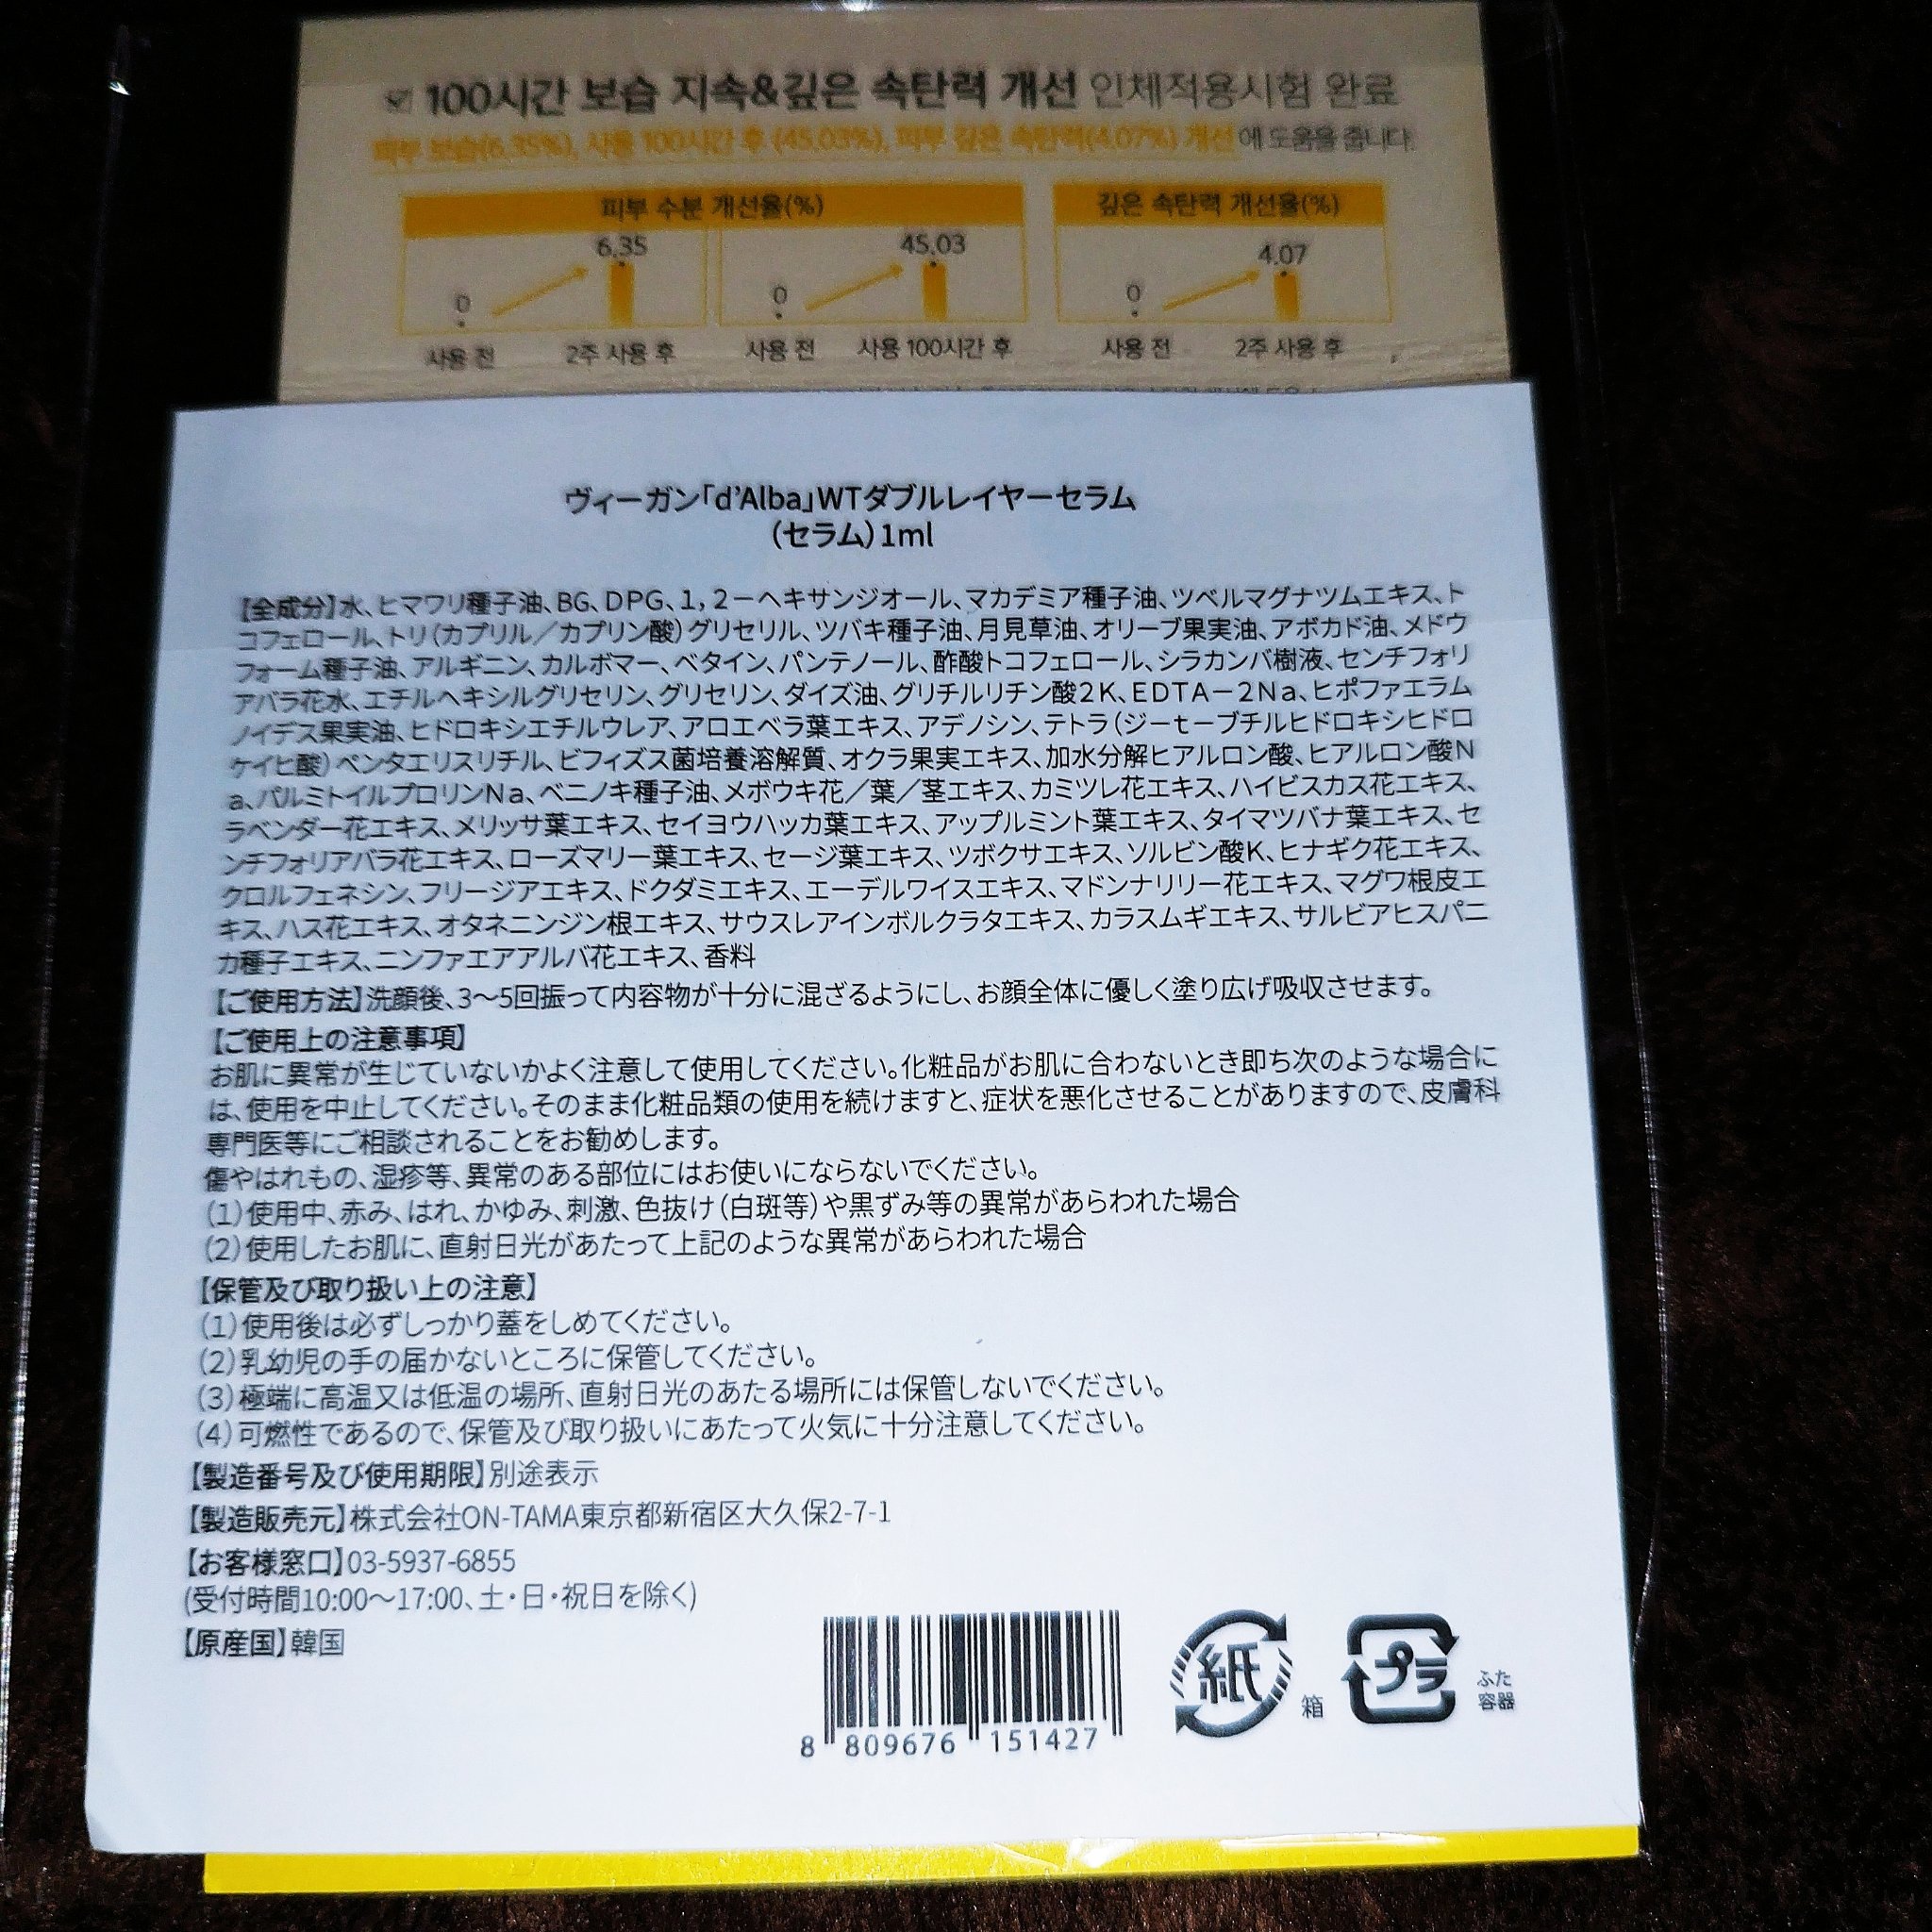 100시간 보습 지속&깊은 속탄력 개선 인체적용시험 완료
피부 보습(6.35%), 사용 100시간 후 (45.03%), 피부 깊은 속탄력(4.07%) 개선에 도움을 줍니다.
피부 수분 개선율(%) 깊은 속탄력 개선율(%)
6.35 45.03 4.07
0 0 0
사용 전 2주 사용 후 사용 전 사용 100시간 후 사용 전 2주 사용 후
ヴィーガン「d'Alba」WTダブルレイヤーセラム
(セラム)1ml
【全成分】水、ヒマワリ種子油、BG、DPG、1,2-ヘキサンジオール、マカデミア種子油、ツベルマグナツムエキス、ト
コフェロール、トリ(カプリル/カプリン酸)グリセリル、ツバキ種子油、月見草油、オリーブ果実油、アボカド油、メドウ
フォーム種子油、アルギニン、カルボマー、ベタイン、パンテノール、酢酸トコフェロール、シラカンバ樹液、センチフォリ
アバラ花水、エチルヘキシルグリセリン、グリセリン、ダイズ油、グリチルリチン酸2K、EDTA-2Na、ヒポファエラム
ノイデス果実油、ヒドロキシエチルウレア、アロエベラ葉エキス、アデノシン、テトラ(ジーセーブチルヒドロキシヒドロ
ケイヒ酸)ペンタエリスリチル、ビフィズス菌培養溶解質、オクラ果実エキス、加水分解ヒアルロン酸、ヒアルロン酸N
a、パルミトイルプロリンNa、ベニノキ種子油、メボウキ花/葉/茎エキス、カミツレ花エキス、ハイビスカス花エキス、
ラベンダー花エキス、メリッサ葉エキス、セイヨウハッカ葉エキス、アップルミント葉エキス、タイマツバナ葉エキス、セ
ンチフォリアバラ花エキス、ローズマリー葉エキス、セージ葉エキス、ツボクサエキス、ソルビン酸K、ヒナギク花エキス、
クロルフェネシン、フリージアエキス、ドクダミエキス、エーデルワイスエキス、マドンナリリー花エキス、マグワ根皮エ
キス、ハス花エキス、オタネニンジン根エキス、サウスレアインボルクラタエキス、カラスムギエキス、サルビアヒスパニ
カ種子エキス、ニンファエアアルバ花エキス、香料
【ご使用方法】洗顔後、3〜5回振って内容物が十分に混ざるようにし、お顔全体に優しく塗り広げ吸収させます。
【ご使用上の注意事項】
お肌に異常が生じていないかよく注意して使用してください。化粧品がお肌に合わないとき即ち次のような場合に
は、使用を中止してください。そのまま化粧品類の使用を続けますと、症状を悪化させることがありますので、皮膚科
専門医等にご相談されることをお勧めします。
傷やはれもの、湿疹等、異常のある部位にはお使いにならないでください。
(1)使用中、赤み、はれ、かゆみ、刺激、色抜け(白斑等)や黒ずみ等の異常があらわれた場合
(2)使用したお肌に、直射日光があたって上記のような異常があらわれた場合
【保管及び取り扱い上の注意】
(1)使用後は必ずしっかり蓋をしめてください。
(2)乳幼児の手の届かないところに保管してください。
(3)極端に高温又は低温の場所、直射日光のあたる場所には保管しないでください。
(4)可燃性であるので、保管及び取り扱いにあたって火気に十分注意してください。
【製造番号及び使用期限】別途表示
【製造販売元】株式会社ON-TAMA東京都新宿区大久保2-7-1
【お客様窓口】03-5937-6855
(受付時間10:00〜17:00、土・日・祝日を除く)
【原産国】韓国
8 809676 151427
紙 箱
プラ ふた
容器